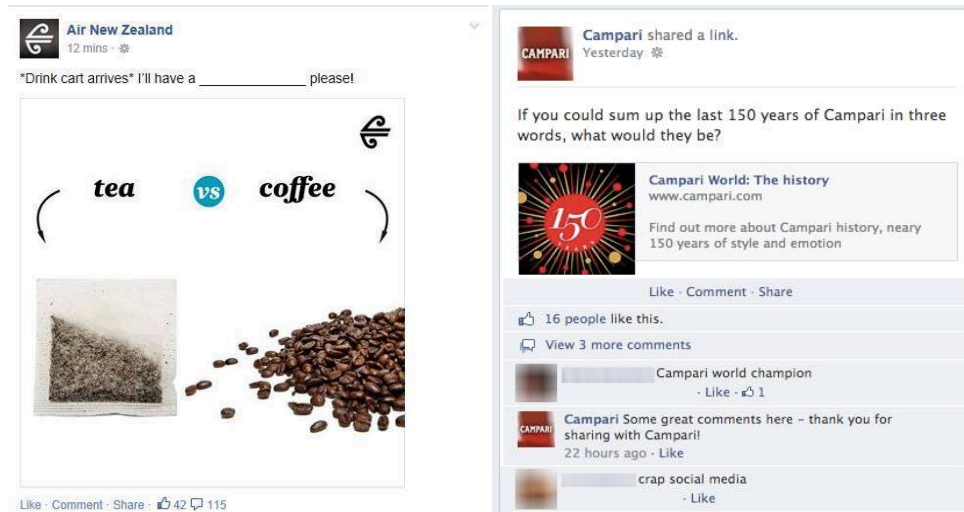 Air New Zealand
12 mins ·
*Drink cart arrives* I'll have a ______________ please!
tea vs coffee
Like · Comment · Share · 42 115
CAMPARI
Campari shared a link.
Yesterday
If you could sum up the last 150 years of Campari in three
words, what would they be?
150
YEARS
Campari World: The history
www.campari.com
Find out more about Campari history, neary
150 years of style and emotion
Like · Comment · Share
16 people like this.
View 3 more comments
Campari world champion
· Like · 1
CAMPARI
Campari Some great comments here – thank you for
sharing with Campari!
22 hours ago · Like
crap social media
· Like